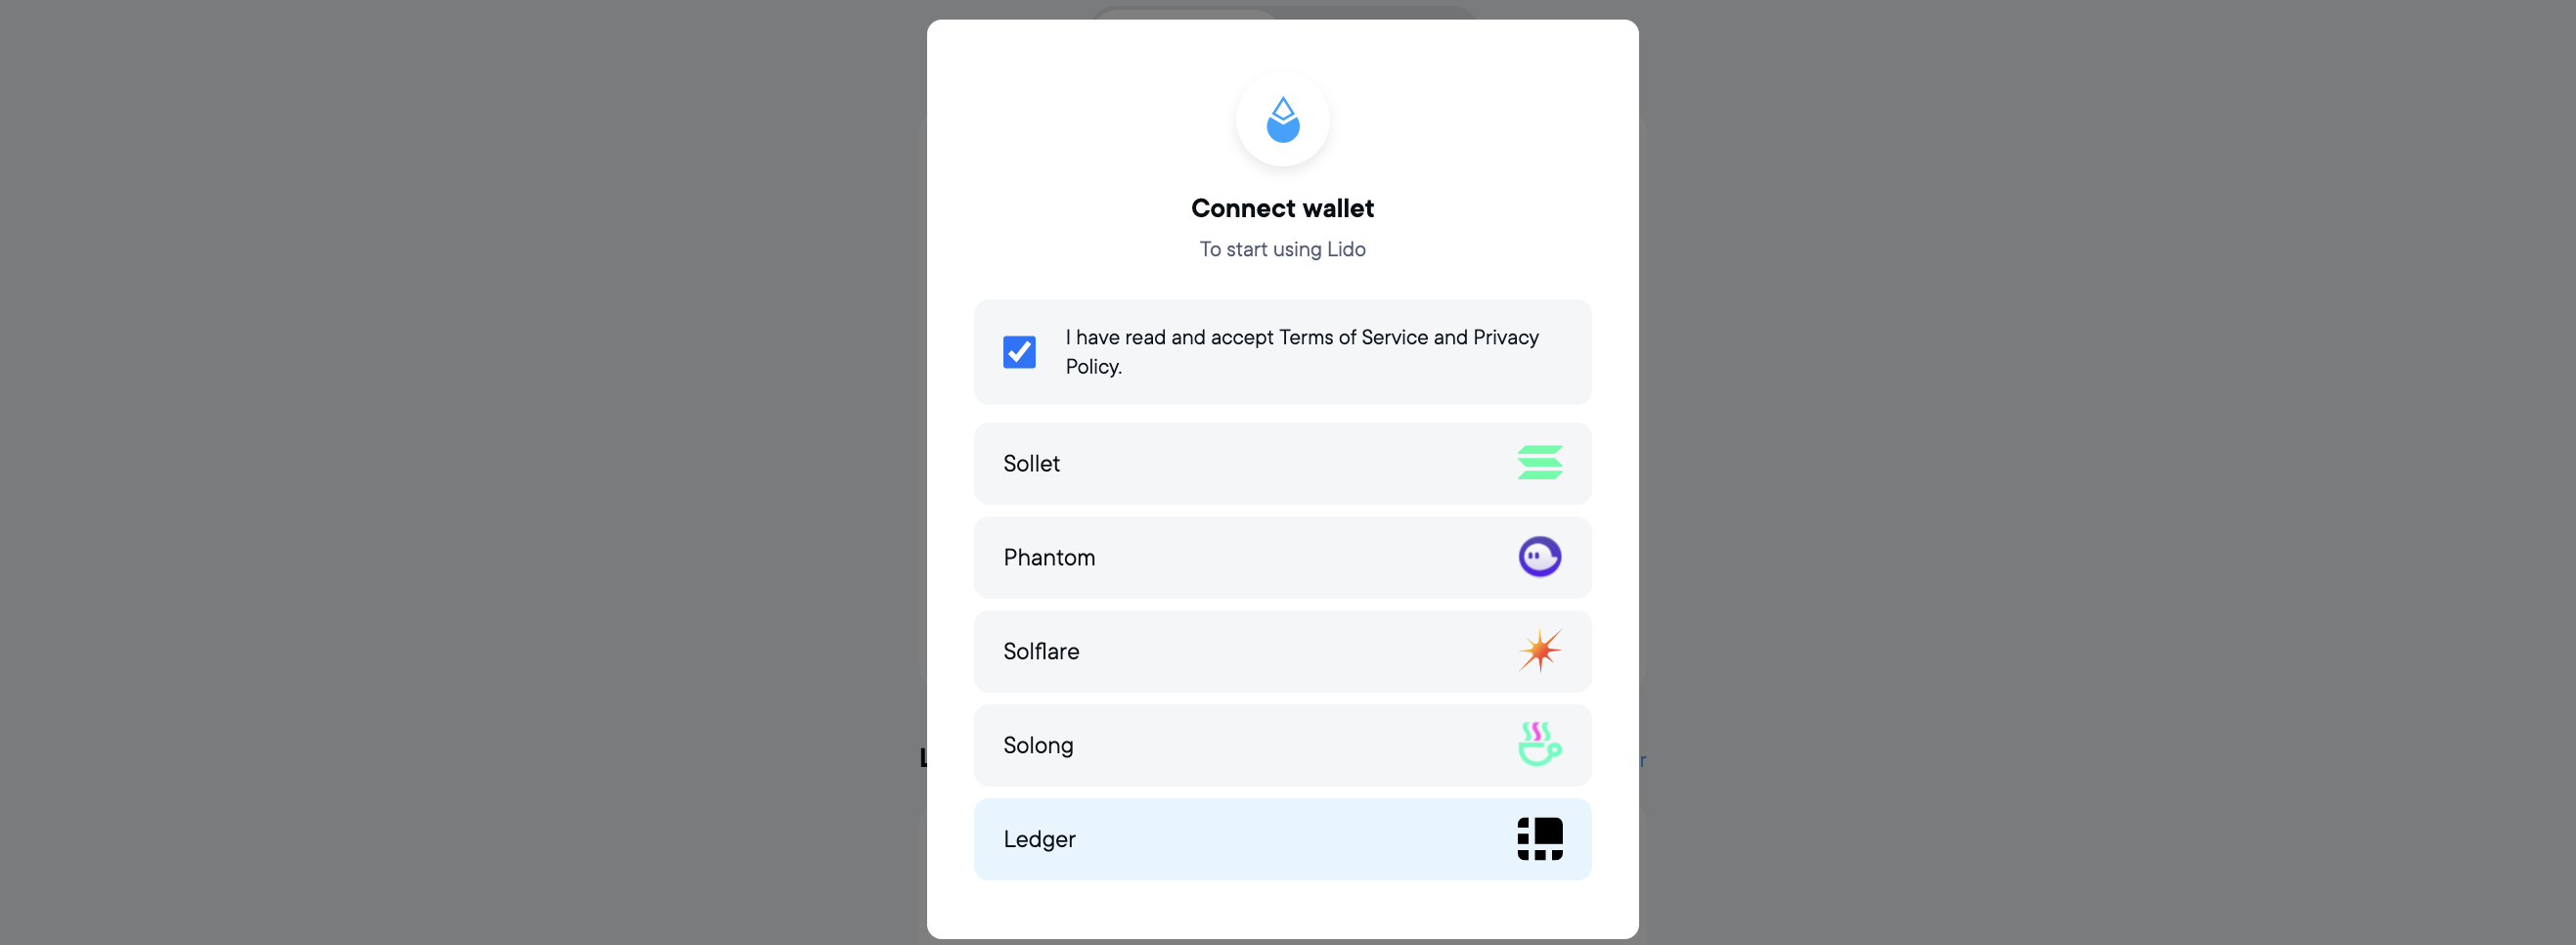 Connect wallet
To start using Lido
I have read and accept Terms of Service and Privacy
Policy.
Sollet
Phantom
Solflare
Solong
L
r
Ledger